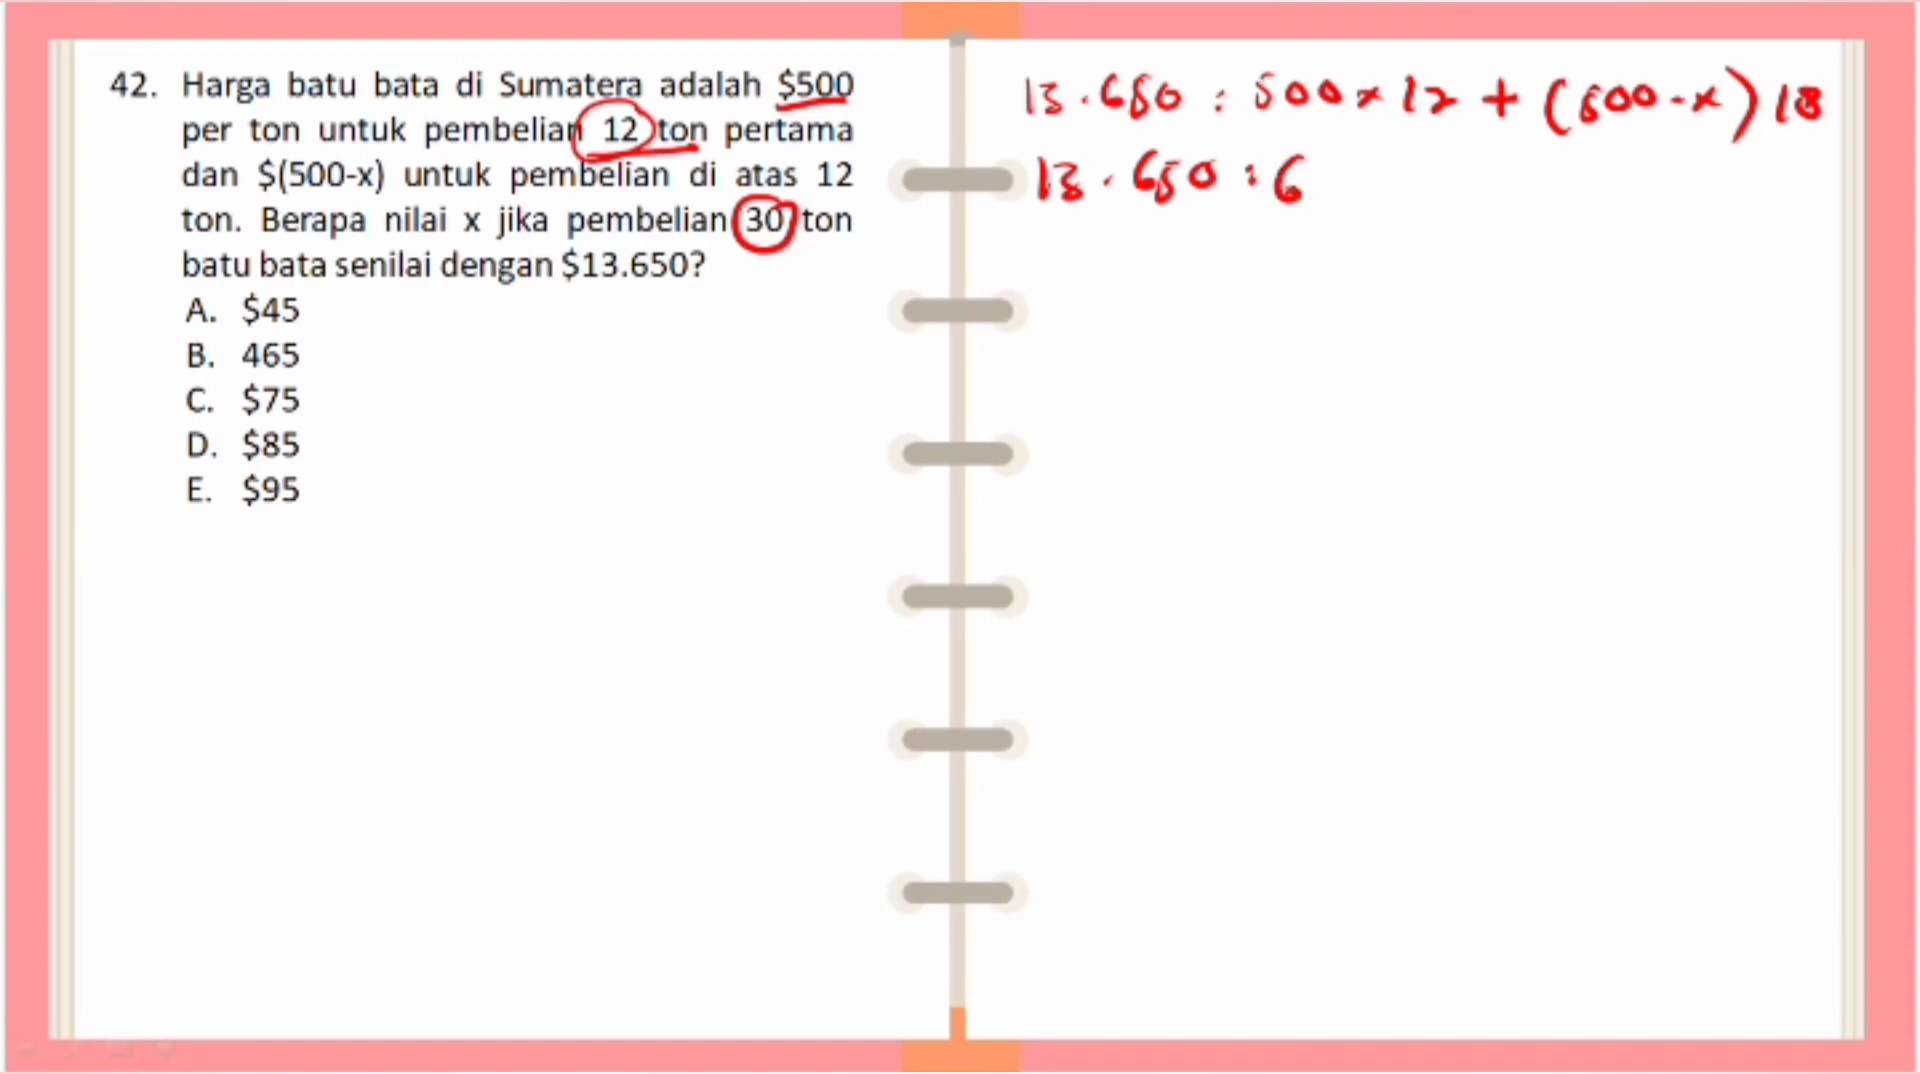 42. Harga batu bata di Sumatera adalah $500
per ton untuk pembelian 12 ton pertama
dan $(500-x) untuk pembelian di atas 12
ton. Berapa nilai x jika pembelian 30 ton
batu bata senilai dengan $13.650?
A. $45
B. 465
C. $75
D. $85
E. $95
13.650 : 500 x 12 + (500-x) 18
13.650 : 6